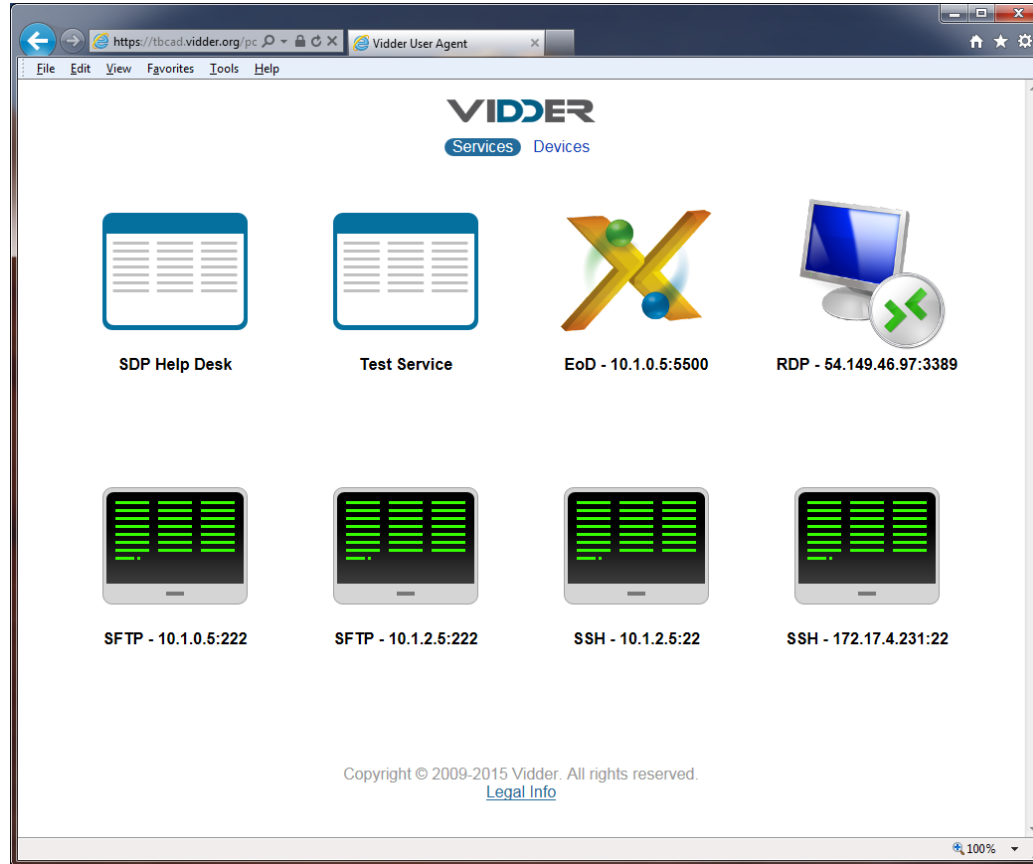 https://tbcad.vidder.org/pc
Vidder User Agent
File Edit View Favorites Tools Help
VIDDER
Services Devices
SDP Help Desk Test Service EoD - 10.1.0.5:5500 RDP - 54.149.46.97:3389
SFTP - 10.1.0.5:222 SFTP - 10.1.2.5:222 SSH - 10.1.2.5:22 SSH - 172.17.4.231:22
Copyright © 2009-2015 Vidder. All rights reserved.
Legal Info
100%